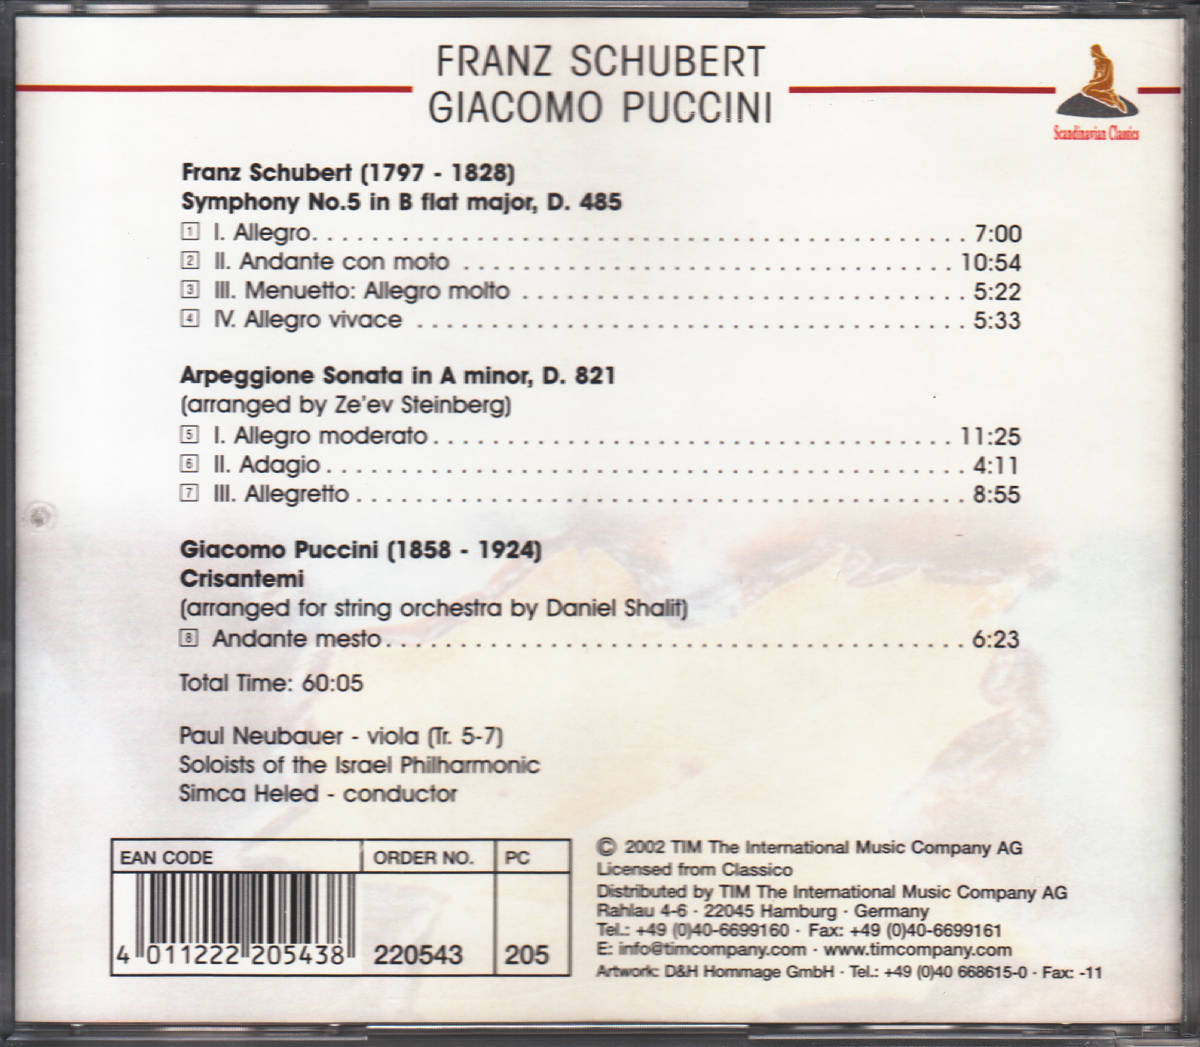 FRANZ SCHUBERT
GIACOMO PUCCINI
Scandinavian Classics
Franz Schubert (1797 - 1828)
Symphony No.5 in B flat major, D. 485
1 I. Allegro. . . . . . . . . . . . . . . . . . . . . . . . . . . . . . . . . . . . . . . . . . 7:00
2 II. Andante con moto . . . . . . . . . . . . . . . . . . . . . . . . . . . . . . . . 10:54
3 III. Menuetto: Allegro molto . . . . . . . . . . . . . . . . . . . . . . . . . . . . . 5:22
4 IV. Allegro vivace . . . . . . . . . . . . . . . . . . . . . . . . . . . . . . . . . . . . 5:33
Arpeggione Sonata in A minor, D. 821
(arranged by Ze'ev Steinberg)
5 I. Allegro moderato. . . . . . . . . . . . . . . . . . . . . . . . . . . . . . . . . . 11:25
6 II. Adagio . . . . . . . . . . . . . . . . . . . . . . . . . . . . . . . . . . . . . . . . . 4:11
7 III. Allegretto . . . . . . . . . . . . . . . . . . . . . . . . . . . . . . . . . . . . . . . 8:55
Giacomo Puccini (1858 - 1924)
Crisantemi
(arranged for string orchestra by Daniel Shalit)
8 Andante mesto. . . . . . . . . . . . . . . . . . . . . . . . . . . . . . . . . . . . . 6:23
Total Time: 60:05
Paul Neubauer - viola (Tr. 5-7)
Soloists of the Israel Philharmonic
Simca Heled - conductor
EAN CODE ORDER NO. PC
4 011222 205438 220543 205
© 2002 TIM The International Music Company AG
Licensed from Classico
Distributed by TIM The International Music Company AG
Rahlau 4-6 · 22045 Hamburg · Germany
Tel.: +49 (0)40-6699160 · Fax: +49 (0)40-6699161
E: info@timcompany.com · www.timcompany.com
Artwork: D&H Hommage GmbH · Tel.: +49 (0)40 668615-0 · Fax: -11